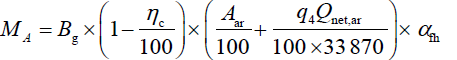 M_A = B_g × (1 − η_c/100) × (A_ar/100 + q_4 Q_net,ar/(100 × 33 870)) × α_fh